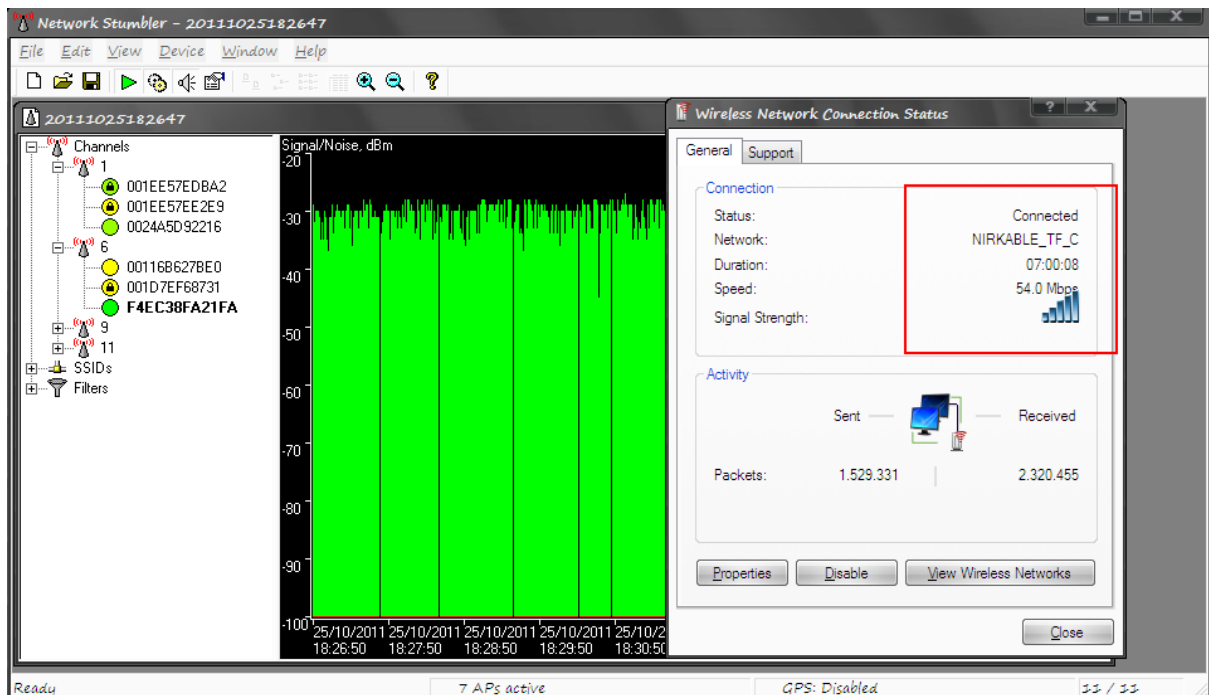 Network Stumbler - 20111025182647
File Edit View Device Window Help
20111025182647
Channels
1
001EE57EDBA2
001EE57EE2E9
0024A5D92216
6
00116B627BE0
001D7EF68731
F4EC38FA21FA
9
11
SSIDs
Filters
Signal/Noise, dBm
-20
-30
-40
-50
-60
-70
-80
-90
-100
25/10/2011 25/10/2011 25/10/2011 25/10/2011 25/10/2
18:26:50 18:27:50 18:28:50 18:29:50 18:30:50
Wireless Network Connection Status
General Support
Connection
Status: Connected
Network: NIRKABLE_TF_C
Duration: 07:00:08
Speed: 54.0 Mbps
Signal Strength:
Activity
Sent Received
Packets: 1.529.331 2.320.455
Properties Disable View Wireless Networks
Close
Ready 7 APs active GPS: Disabled 11 / 11